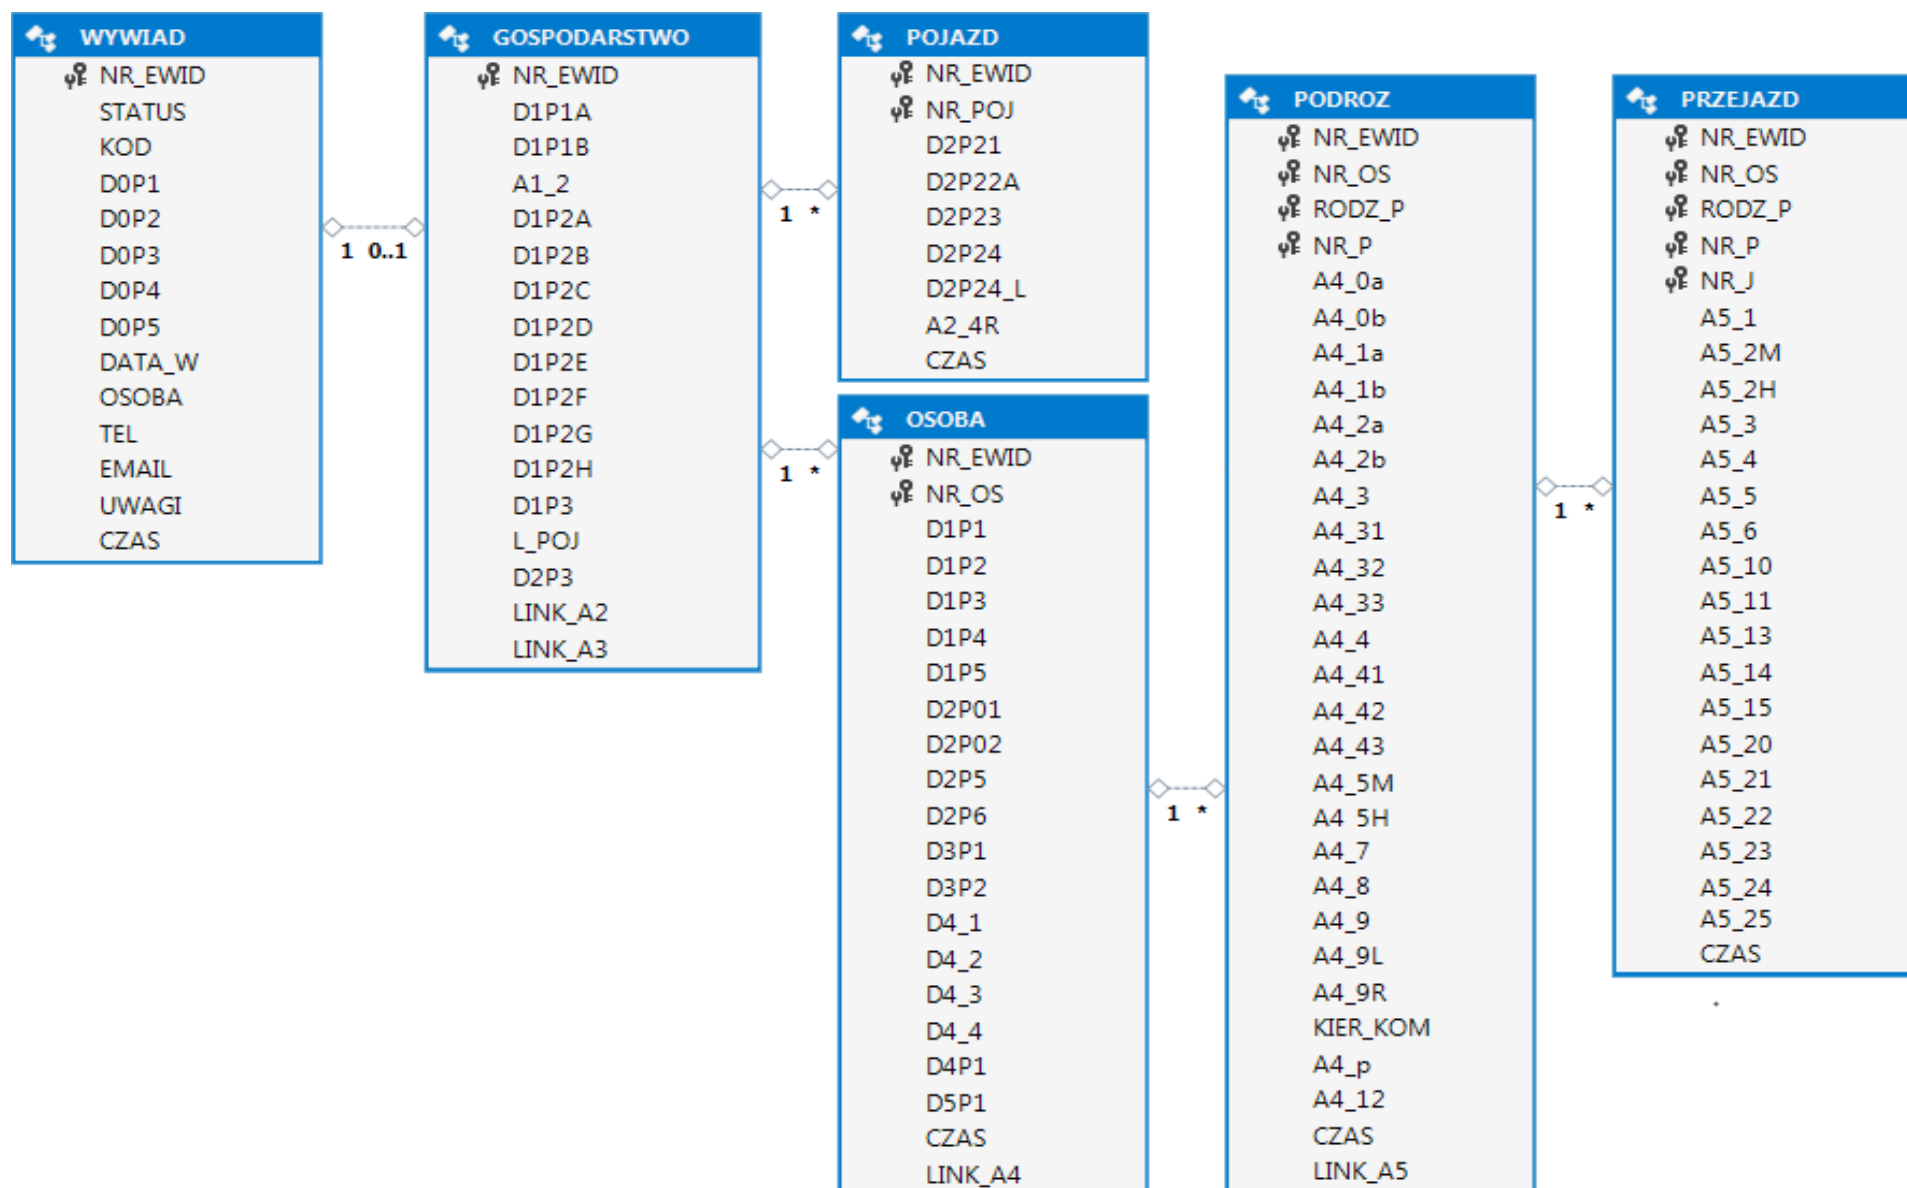 WYWIAD
NR_EWID
STATUS
KOD
D0P1
D0P2
D0P3
D0P4
D0P5
DATA_W
OSOBA
TEL
EMAIL
UWAGI
CZAS
1 0..1
GOSPODARSTWO
NR_EWID
D1P1A
D1P1B
A1_2
D1P2A
D1P2B
D1P2C
D1P2D
D1P2E
D1P2F
D1P2G
D1P2H
D1P3
L_POJ
D2P3
LINK_A2
LINK_A3
1 *
1 *
POJAZD
NR_EWID
NR_POJ
D2P21
D2P22A
D2P23
D2P24
D2P24_L
A2_4R
CZAS
OSOBA
NR_EWID
NR_OS
D1P1
D1P2
D1P3
D1P4
D1P5
D2P01
D2P02
D2P5
D2P6
D3P1
D3P2
D4_1
D4_2
D4_3
D4_4
D4P1
D5P1
CZAS
LINK_A4
1 *
PODROZ
NR_EWID
NR_OS
RODZ_P
NR_P
A4_0a
A4_0b
A4_1a
A4_1b
A4_2a
A4_2b
A4_3
A4_31
A4_32
A4_33
A4_4
A4_41
A4_42
A4_43
A4_5M
A4_5H
A4_7
A4_8
A4_9
A4_9L
A4_9R
KIER_KOM
A4_p
A4_12
CZAS
LINK_A5
1 *
PRZEJAZD
NR_EWID
NR_OS
RODZ_P
NR_P
NR_J
A5_1
A5_2M
A5_2H
A5_3
A5_4
A5_5
A5_6
A5_10
A5_11
A5_13
A5_14
A5_15
A5_20
A5_21
A5_22
A5_23
A5_24
A5_25
CZAS